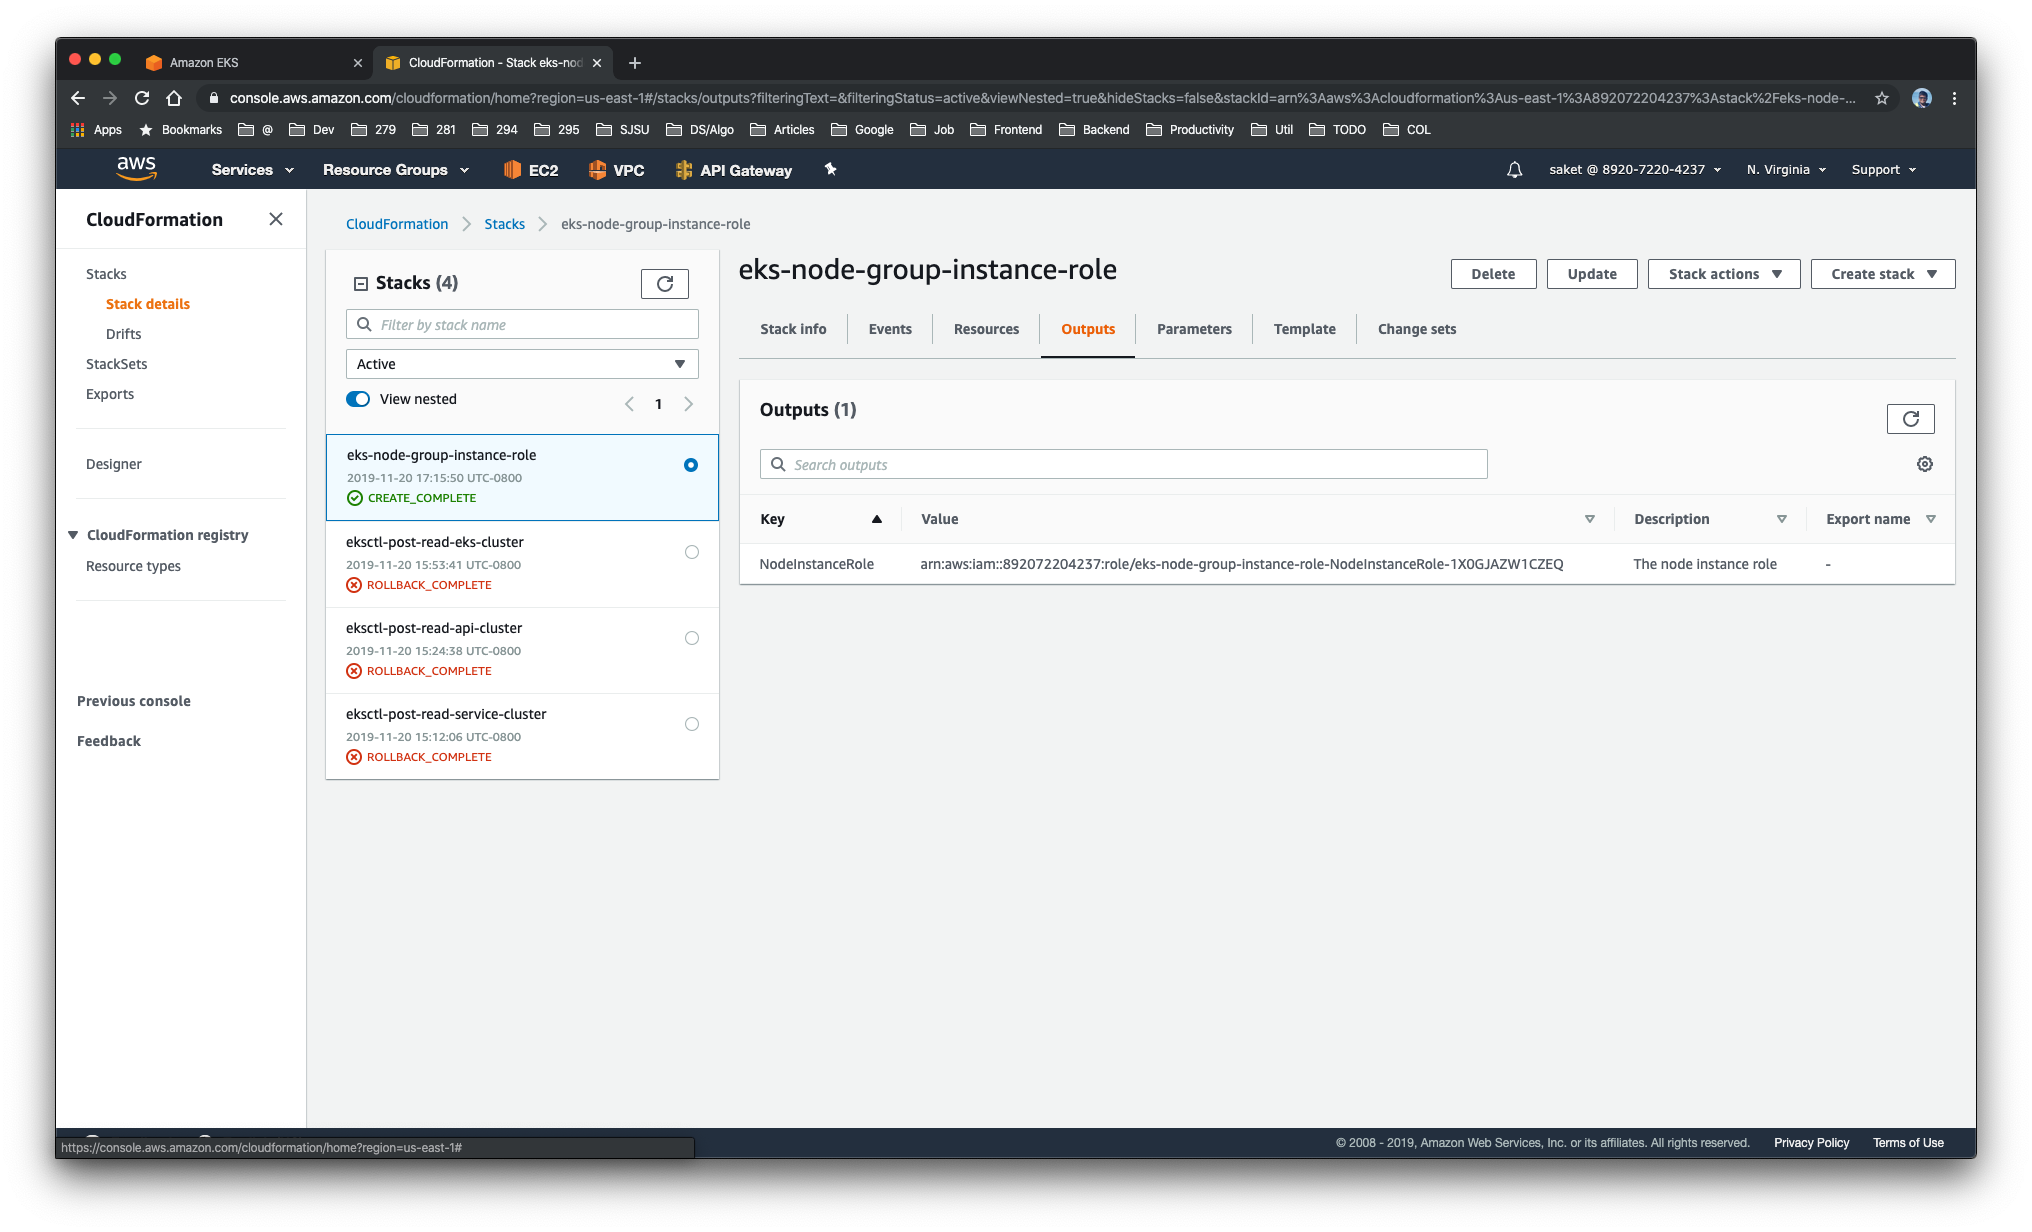 Amazon EKS
CloudFormation - Stack eks-nod
console.aws.amazon.com/cloudformation/home?region=us-east-1#/stacks/outputs?filteringText=&filteringStatus=active&viewNested=true&hideStacks=false&stackId=arn%3Aaws%3Acloudformation%3Aus-east-1%3A892072204237%3Astack%2Feks-node-...
Apps Bookmarks @ Dev 279 281 294 295 SJSU DS/Algo Articles Google Job Frontend Backend Productivity Util TODO COL
aws Services Resource Groups EC2 VPC API Gateway saket @ 8920-7220-4237 N. Virginia Support
CloudFormation
Stacks
Stack details
Drifts
StackSets
Exports
Designer
CloudFormation registry
Resource types
Previous console
Feedback
CloudFormation Stacks eks-node-group-instance-role
Stacks (4)
Filter by stack name
Active
View nested
1
eks-node-group-instance-role
2019-11-20 17:15:50 UTC-0800
CREATE_COMPLETE
eksctl-post-read-eks-cluster
2019-11-20 15:53:41 UTC-0800
ROLLBACK_COMPLETE
eksctl-post-read-api-cluster
2019-11-20 15:24:38 UTC-0800
ROLLBACK_COMPLETE
eksctl-post-read-service-cluster
2019-11-20 15:12:06 UTC-0800
ROLLBACK_COMPLETE
eks-node-group-instance-role
Delete Update Stack actions Create stack
Stack info Events Resources Outputs Parameters Template Change sets
Outputs (1)
Search outputs
Key Value Description Export name
NodeInstanceRole arn:aws:iam::892072204237:role/eks-node-group-instance-role-NodeInstanceRole-1X0GJAZW1CZEQ The node instance role -
https://console.aws.amazon.com/cloudformation/home?region=us-east-1#
© 2008 - 2019, Amazon Web Services, Inc. or its affiliates. All rights reserved. Privacy Policy Terms of Use